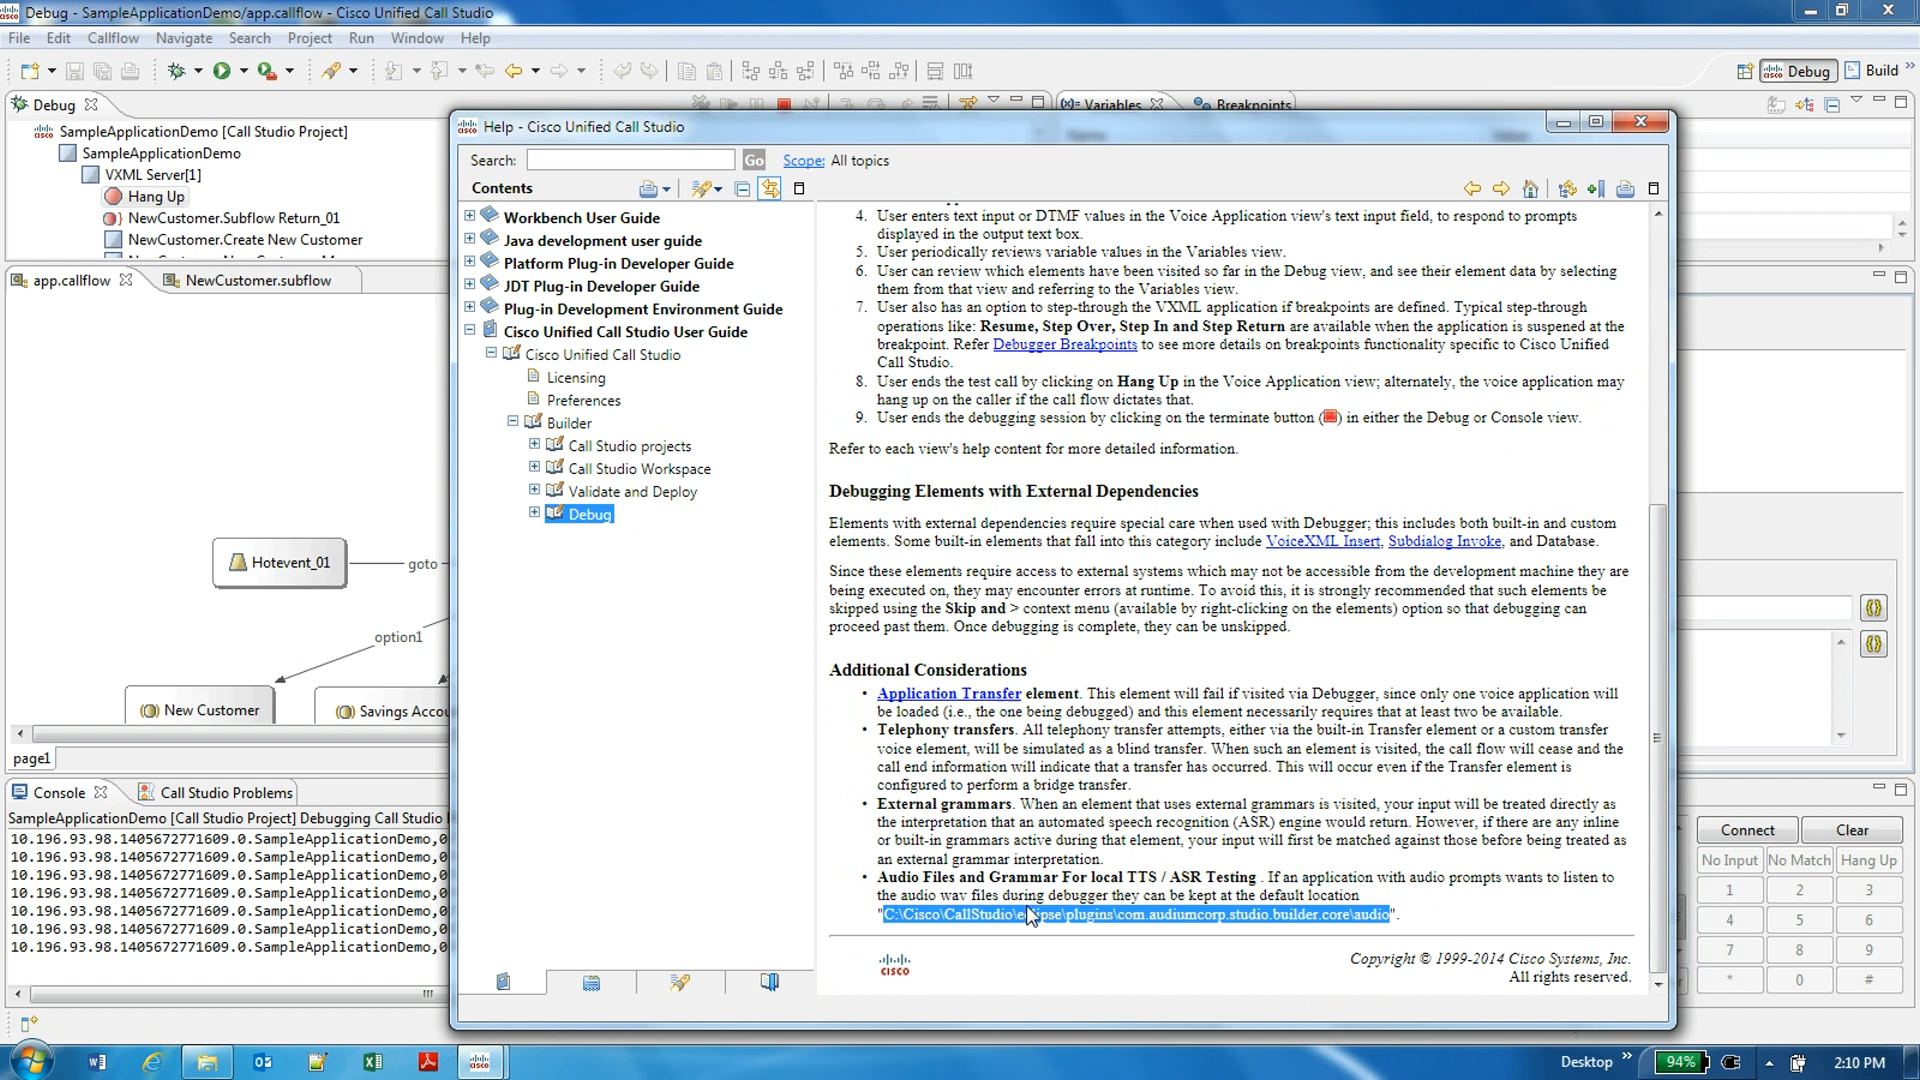 Debug - SampleApplicationDemo/app.callflow - Cisco Unified Call Studio
File Edit Callflow Navigate Search Project Run Window Help
Debug Build
Debug
SampleApplicationDemo [Call Studio Project]
SampleApplicationDemo
VXML Server[1]
Hang Up
NewCustomer.Subflow Return_01
NewCustomer.Create New Customer
Variables Breakpoints
app.callflow NewCustomer.subflow
Hotevent_01
goto
option1
New Customer
Savings Accou
page1
Console Call Studio Problems
SampleApplicationDemo [Call Studio Project] Debugging Call Studio
10.196.93.98.1405672771609.0.SampleApplicationDemo,0
10.196.93.98.1405672771609.0.SampleApplicationDemo,0
10.196.93.98.1405672771609.0.SampleApplicationDemo,0
10.196.93.98.1405672771609.0.SampleApplicationDemo,0
10.196.93.98.1405672771609.0.SampleApplicationDemo,0
10.196.93.98.1405672771609.0.SampleApplicationDemo,0
10.196.93.98.1405672771609.0.SampleApplicationDemo,0
Help - Cisco Unified Call Studio
Search: Go Scope: All topics
Contents
Workbench User Guide
Java development user guide
Platform Plug-in Developer Guide
JDT Plug-in Developer Guide
Plug-in Development Environment Guide
Cisco Unified Call Studio User Guide
Cisco Unified Call Studio
Licensing
Preferences
Builder
Call Studio projects
Call Studio Workspace
Validate and Deploy
Debug
4. User enters text input or DTMF values in the Voice Application view's text input field, to respond to prompts
displayed in the output text box.
5. User periodically reviews variable values in the Variables view.
6. User can review which elements have been visited so far in the Debug view, and see their element data by selecting
them from that view and referring to the Variables view.
7. User also has an option to step-through the VXML application if breakpoints are defined. Typical step-through
operations like: Resume, Step Over, Step In and Step Return are available when the application is suspended at the
breakpoint. Refer Debugger Breakpoints to see more details on breakpoints functionality specific to Cisco Unified
Call Studio.
8. User ends the test call by clicking on Hang Up in the Voice Application view; alternately, the voice application may
hang up on the caller if the call flow dictates that.
9. User ends the debugging session by clicking on the terminate button ( ) in either the Debug or Console view.
Refer to each view's help content for more detailed information.
Debugging Elements with External Dependencies
Elements with external dependencies require special care when used with Debugger; this includes both built-in and custom
elements. Some built-in elements that fall into this category include VoiceXML Insert, Subdialog Invoke, and Database.
Since these elements require access to external systems which may not be accessible from the development machine they are
being executed on, they may encounter errors at runtime. To avoid this, it is strongly recommended that such elements be
skipped using the Skip and > context menu (available by right-clicking on the elements) option so that debugging can
proceed past them. Once debugging is complete, they can be unskipped.
Additional Considerations
• Application Transfer element. This element will fail if visited via Debugger, since only one voice application will
be loaded (i.e., the one being debugged) and this element necessarily requires that at least two be available.
• Telephony transfers. All telephony transfer attempts, either via the built-in Transfer element or a custom transfer
voice element, will be simulated as a blind transfer. When such an element is visited, the call flow will cease and the
call end information will indicate that a transfer has occurred. This will occur even if the Transfer element is
configured to perform a bridge transfer.
• External grammars. When an element that uses external grammars is visited, your input will be treated directly as
the interpretation that an automated speech recognition (ASR) engine would return. However, if there are any inline
or built-in grammars active during that element, your input will first be matched against those before being treated as
an external grammar interpretation.
• Audio Files and Grammar For local TTS / ASR Testing . If an application with audio prompts wants to listen to
the audio wav files during debugger they can be kept at the default location
"C:\Cisco\CallStudio\eclipse\plugins\com.audiumcorp.studio.builder.core\audio".
cisco
Copyright © 1999-2014 Cisco Systems, Inc.
All rights reserved.
Connect Clear
No Input No Match Hang Up
1 2 3
4 5 6
7 8 9
* 0 #
Desktop 94% 2:10 PM